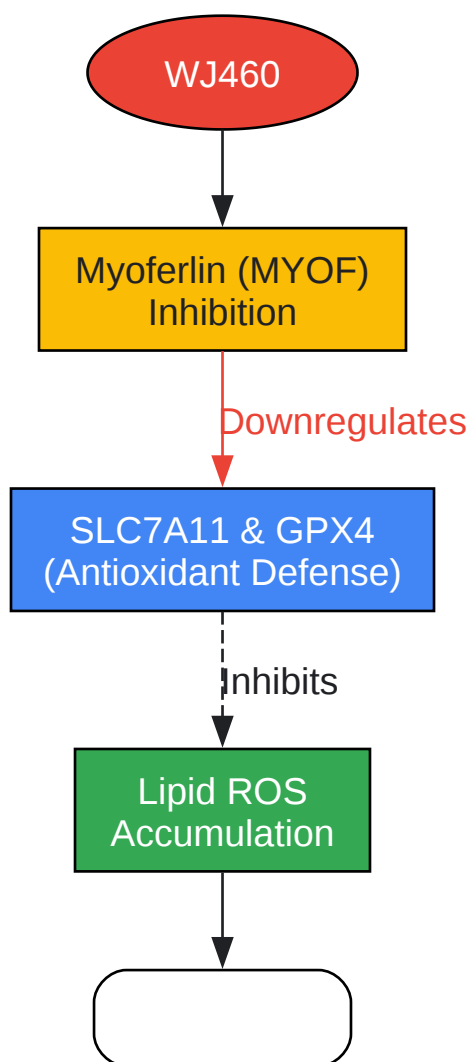 WJ460
Myoferlin (MYOF)
Inhibition
Downregulates
SLC7A11 & GPX4
(Antioxidant Defense)
Inhibits
Lipid ROS
Accumulation